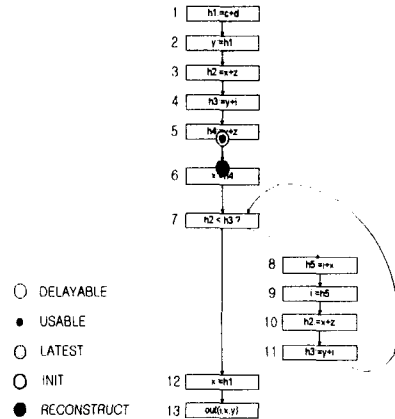 1 h1 =c+d
2 y =h1
3 h2 =x+z
4 h3 =y+i
5 +z
6 h4
7 h2 < h3 ?
8 h5 =i+x
9 i =h5
10 h2 =x+z
11 h3 =y+i
DELAYABLE
USABLE
LATEST
INIT
RECONSTRUCT
12 x =h1
13 out(i,x,y)